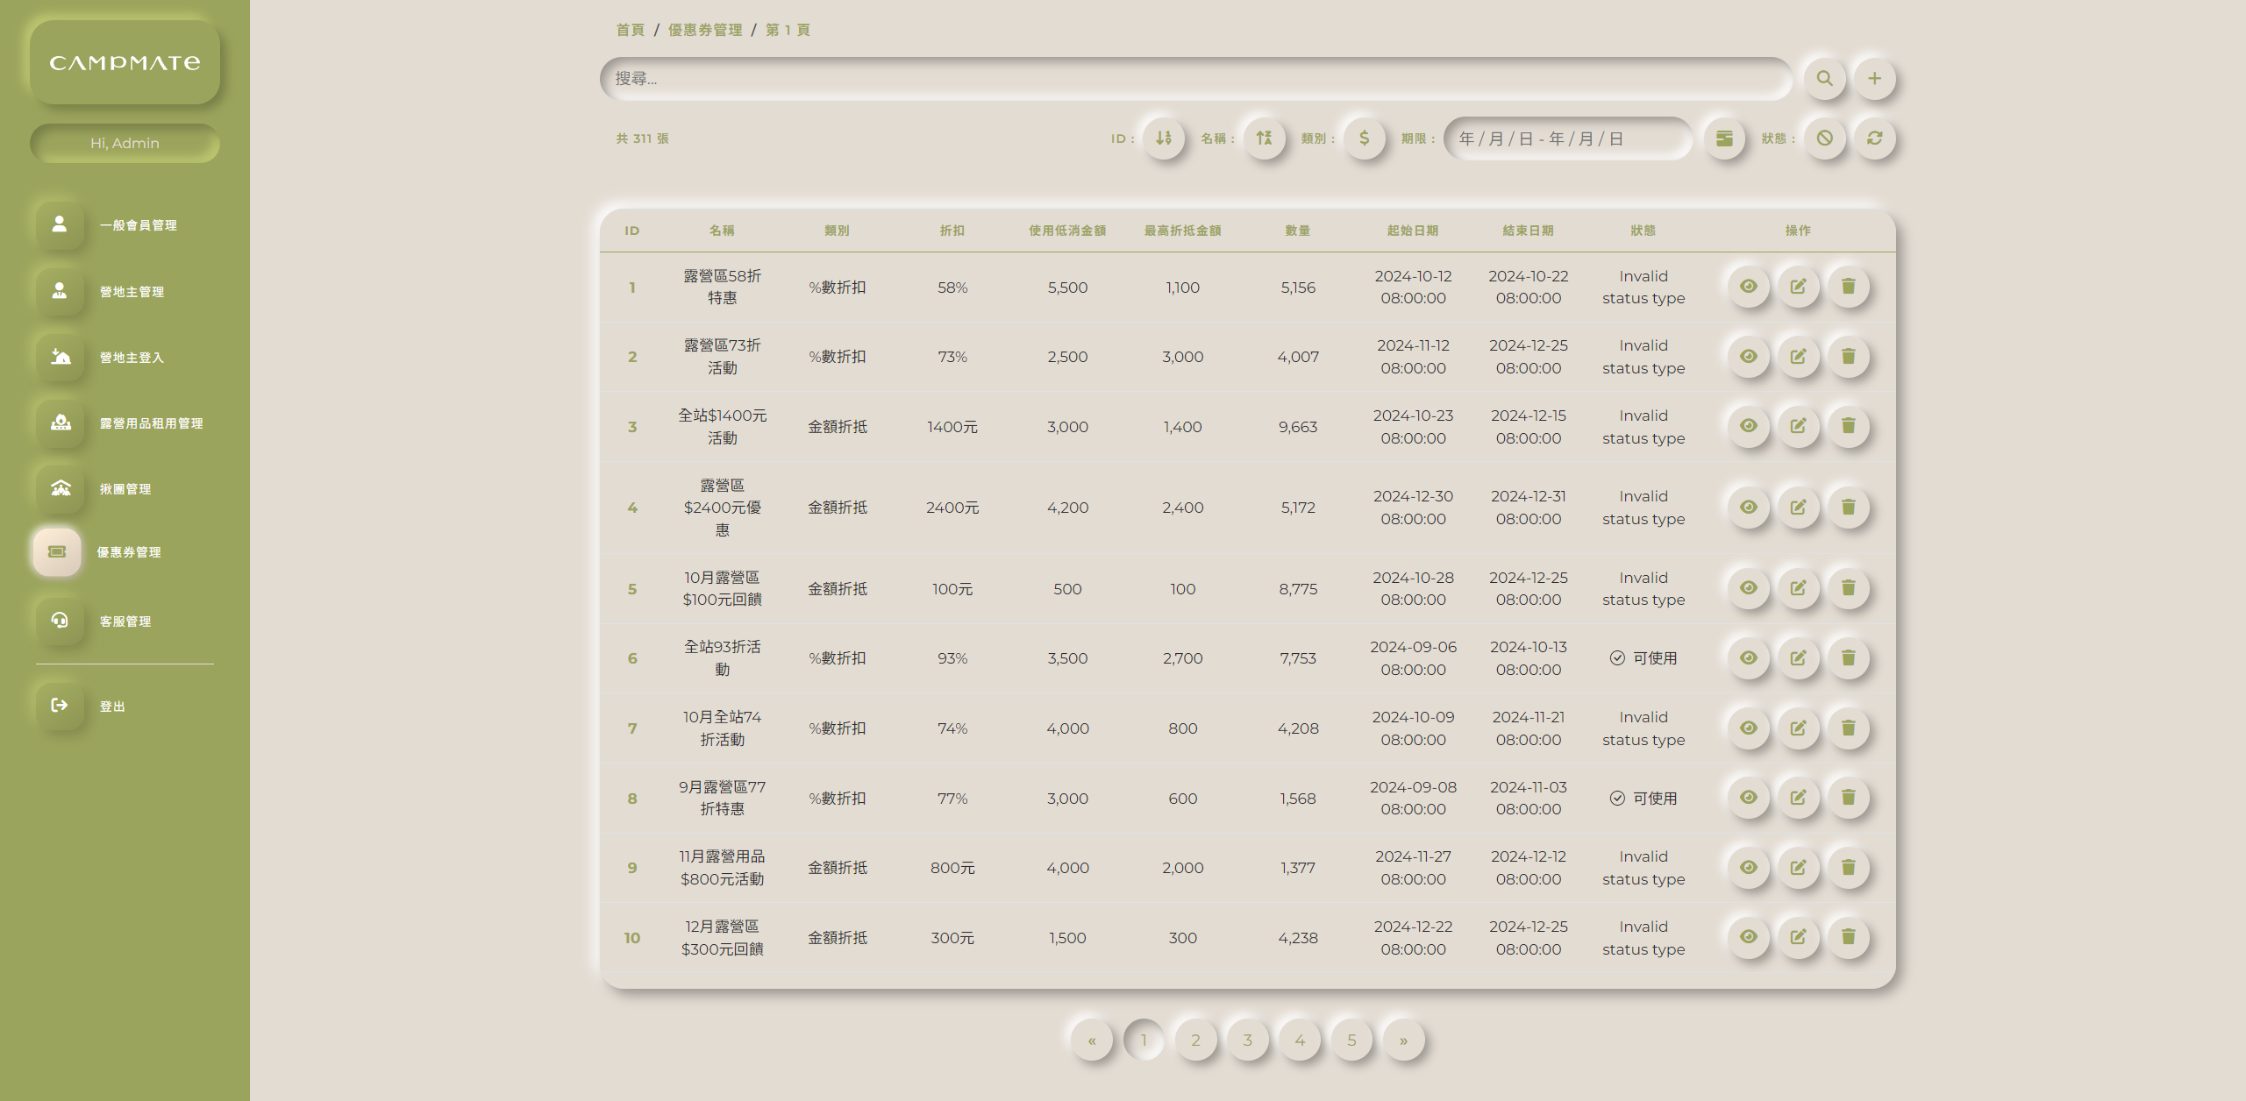 CAMPMATE
Hi, Admin
一般會員管理
營地主管理
營地主登入
露營用品租用管理
揪團管理
優惠券管理
客服管理
登出
首頁 / 優惠券管理 / 第 1 頁
搜尋...
共 311 張 ID : 名稱 : 類別 : 期限 : 年 / 月 / 日 - 年 / 月 / 日 狀態 :
ID 名稱 類別 折扣 使用低消金額 最高折抵金額 數量 起始日期 結束日期 狀態 操作
露營區58折 2024-10-12 2024-10-22 Invalid
1 %數折扣 58% 5,500 1,100 5,156
特惠 08:00:00 08:00:00 status type
露營區73折 2024-11-12 2024-12-25 Invalid
2 %數折扣 73% 2,500 3,000 4,007
活動 08:00:00 08:00:00 status type
全站$1400元 2024-10-23 2024-12-15 Invalid
3 金額折抵 1400元 3,000 1,400 9,663
活動 08:00:00 08:00:00 status type
露營區
2024-12-30 2024-12-31 Invalid
4 $2400元優 金額折抵 2400元 4,200 2,400 5,172
08:00:00 08:00:00 status type
惠
10月露營區 2024-10-28 2024-12-25 Invalid
5 金額折抵 100元 500 100 8,775
$100元回饋 08:00:00 08:00:00 status type
全站93折活 2024-09-06 2024-10-13
6 %數折扣 93% 3,500 2,700 7,753 可使用
動 08:00:00 08:00:00
10月全站74 2024-10-09 2024-11-21 Invalid
7 %數折扣 74% 4,000 800 4,208
折活動 08:00:00 08:00:00 status type
9月露營區77 2024-09-08 2024-11-03
8 %數折扣 77% 3,000 600 1,568 可使用
折特惠 08:00:00 08:00:00
11月露營用品 2024-11-27 2024-12-12 Invalid
9 金額折抵 800元 4,000 2,000 1,377
$800元活動 08:00:00 08:00:00 status type
12月露營區 2024-12-22 2024-12-25 Invalid
10 金額折抵 300元 1,500 300 4,238
$300元回饋 08:00:00 08:00:00 status type
« 1 2 3 4 5 »